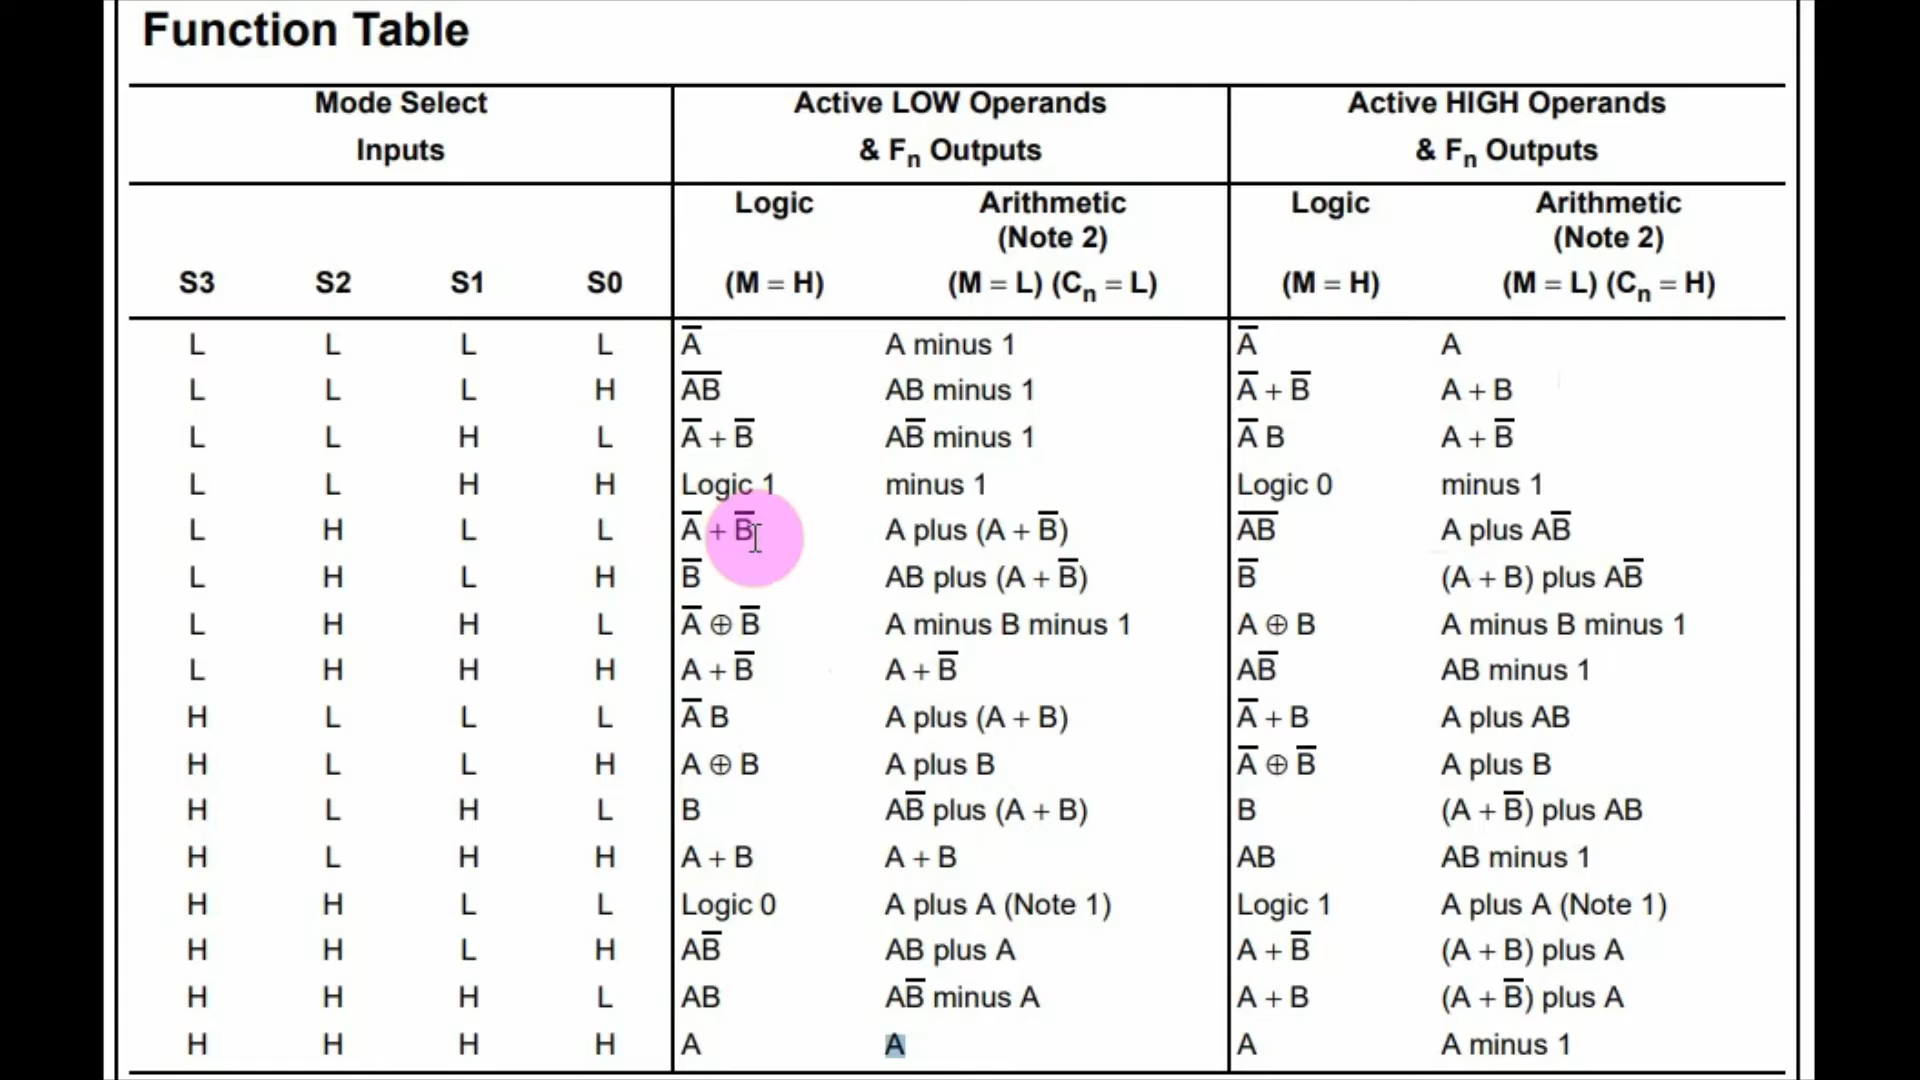 Function Table
Mode Select Inputs
Active LOW Operands & Fn Outputs
Active HIGH Operands & Fn Outputs
Logic Arithmetic Logic Arithmetic
(Note 2) (Note 2)
S3 S2 S1 S0 (M = H) (M = L) (Cn = L) (M = H) (M = L) (Cn = H)
L L L L A̅ A minus 1 A̅ A
L L L H A̅B̅ AB minus 1 A̅ + B̅ A + B
L L H L A̅ + B̅ AB̅ minus 1 A̅ B A + B̅
L L H H Logic 1 minus 1 Logic 0 minus 1
L H L L A̅ + B̅ A plus (A + B̅) A̅B̅ A plus AB̅
L H L H B̅ AB plus (A + B̅) B̅ (A + B) plus AB̅
L H H L A̅ ⊕ B̅ A minus B minus 1 A ⊕ B A minus B minus 1
L H H H A + B̅ A + B̅ AB̅ AB minus 1
H L L L A̅ B A plus (A + B) A̅ + B A plus AB
H L L H A ⊕ B A plus B A̅ ⊕ B̅ A plus B
H L H L B AB̅ plus (A + B) B (A + B̅) plus AB
H L H H A + B A + B AB AB minus 1
H H L L Logic 0 A plus A (Note 1) Logic 1 A plus A (Note 1)
H H L H AB̅ AB plus A A + B̅ (A + B) plus A
H H H L AB AB̅ minus A A + B (A + B̅) plus A
H H H H A A A A minus 1